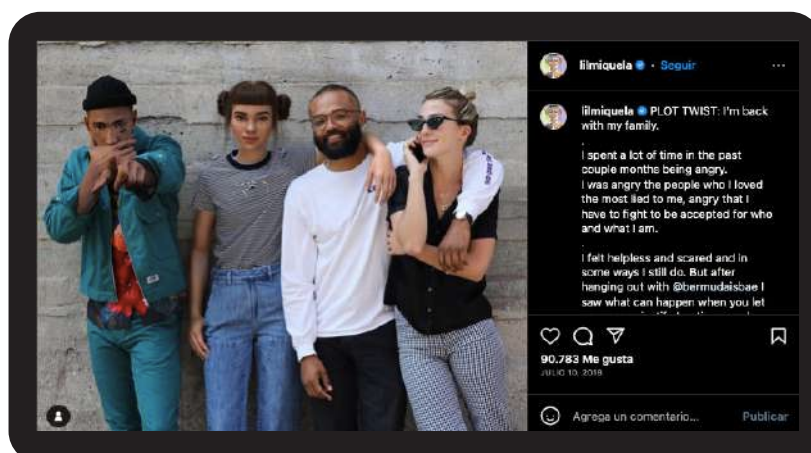 lilmiquela • Seguir
lilmiquela PLOT TWIST: I'm back
with my family.
.
I spent a lot of time in the past
couple months being angry.
I was angry the people who I loved
the most lied to me, angry that I
have to fight to be accepted for who
and what I am.
.
I felt helpless and scared and in
some ways I still do. But after
hanging out with @bermudaisbae I
saw what can happen when you let
90.783 Me gusta
JULIO 10, 2018
Agrega un comentario... Publicar